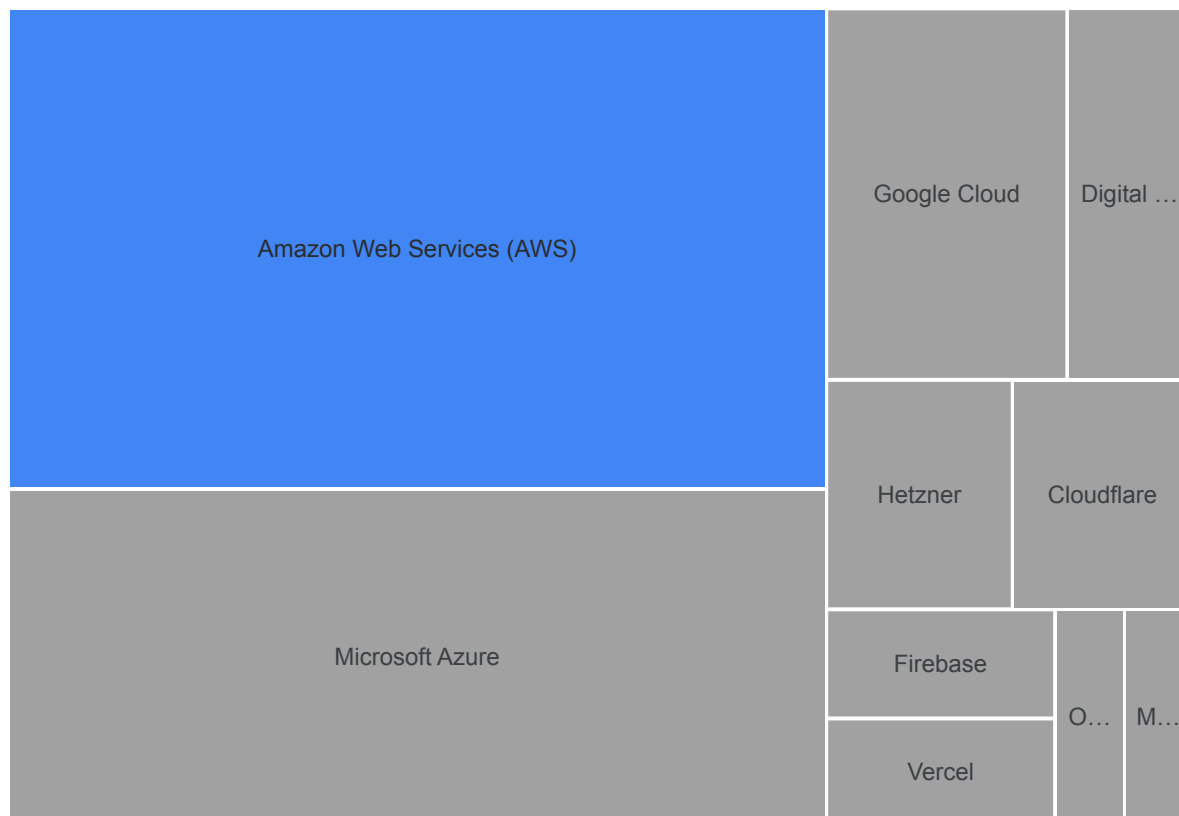 Amazon Web Services (AWS)
Google Cloud
Digital …
Hetzner
Cloudflare
Microsoft Azure
Firebase
O…
M…
Vercel